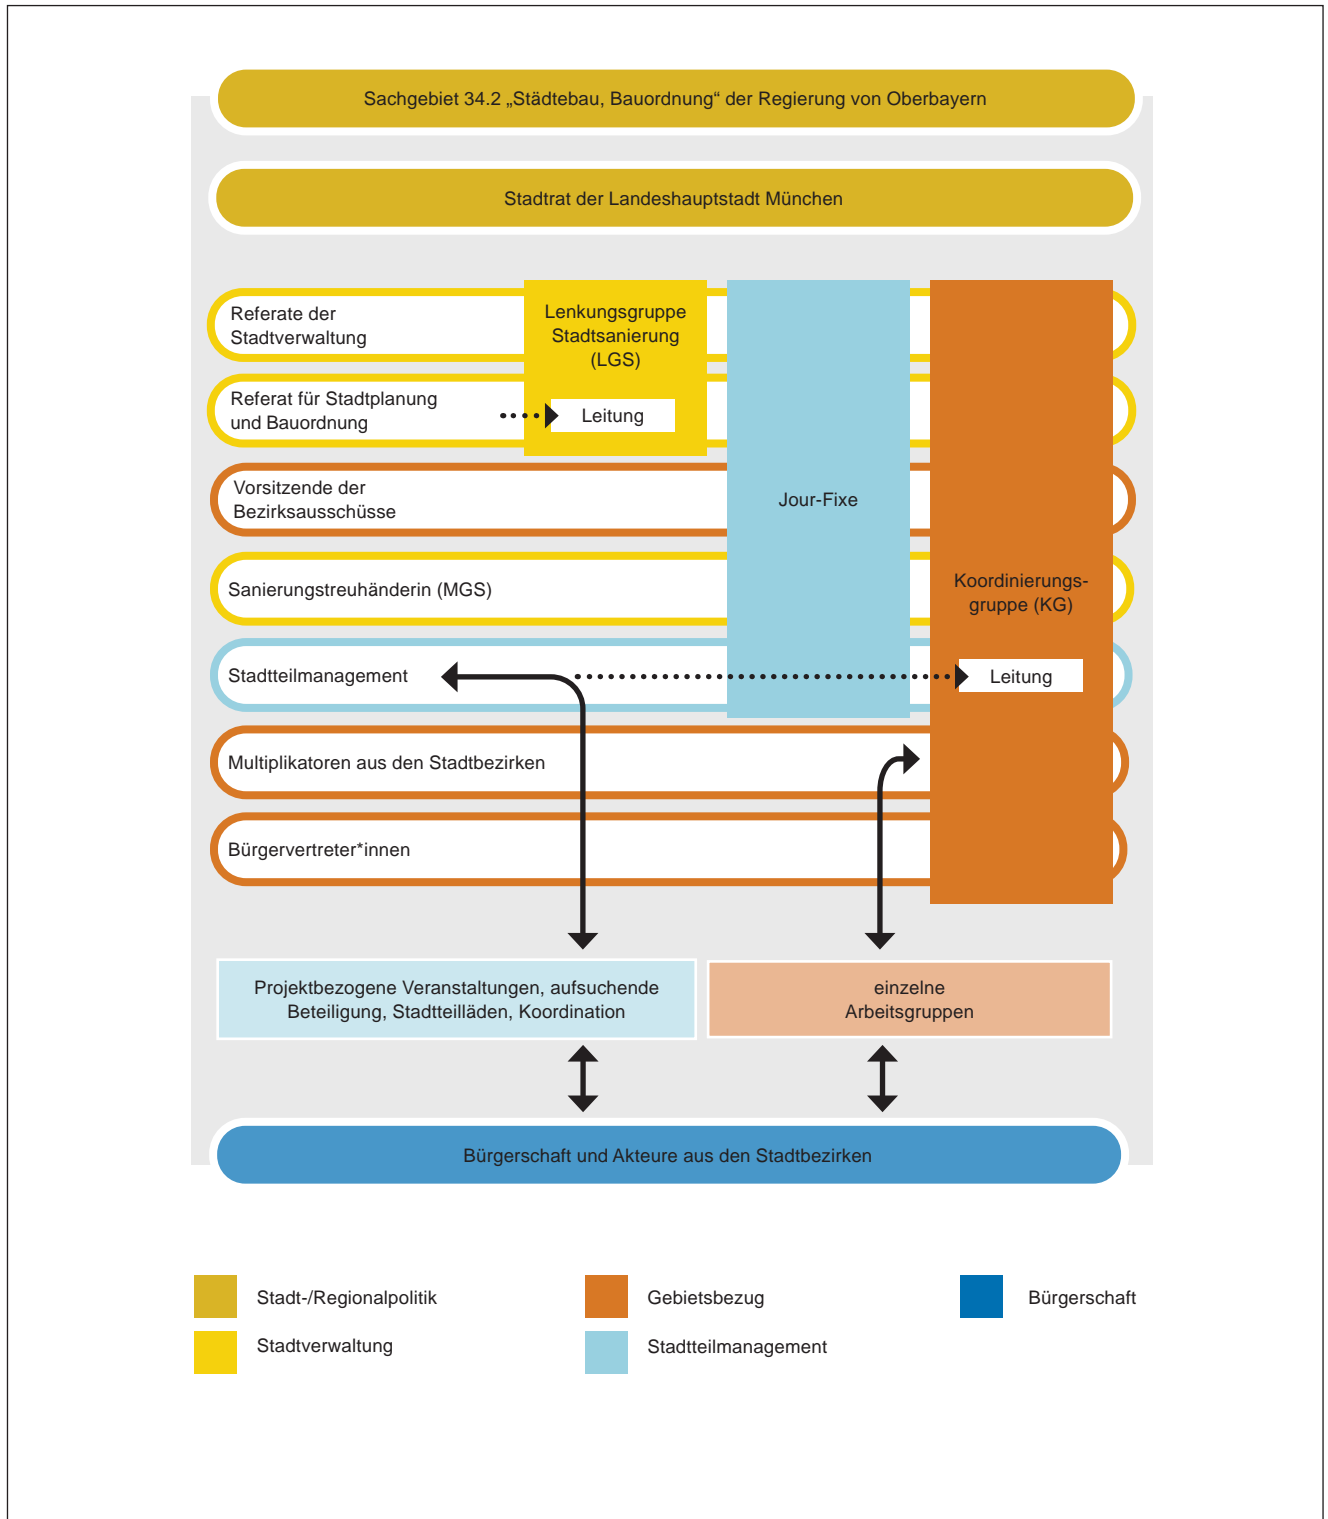 Sachgebiet 34.2 „Städtebau, Bauordnung“ der Regierung von Oberbayern
Stadtrat der Landeshauptstadt München
Referate der
Stadtverwaltung
Lenkungsgruppe
Stadtsanierung
(LGS)
Referat für Stadtplanung
und Bauordnung
Leitung
Vorsitzende der
Bezirksausschüsse
Jour-Fixe
Sanierungstreuhänderin (MGS)
Koordinierungs-
gruppe (KG)
Stadtteilmanagement
Leitung
Multiplikatoren aus den Stadtbezirken
Bürgervertreter*innen
Projektbezogene Veranstaltungen, aufsuchende
Beteiligung, Stadtteilläden, Koordination
einzelne
Arbeitsgruppen
Bürgerschaft und Akteure aus den Stadtbezirken
Stadt-/Regionalpolitik
Gebietsbezug
Bürgerschaft
Stadtverwaltung
Stadtteilmanagement